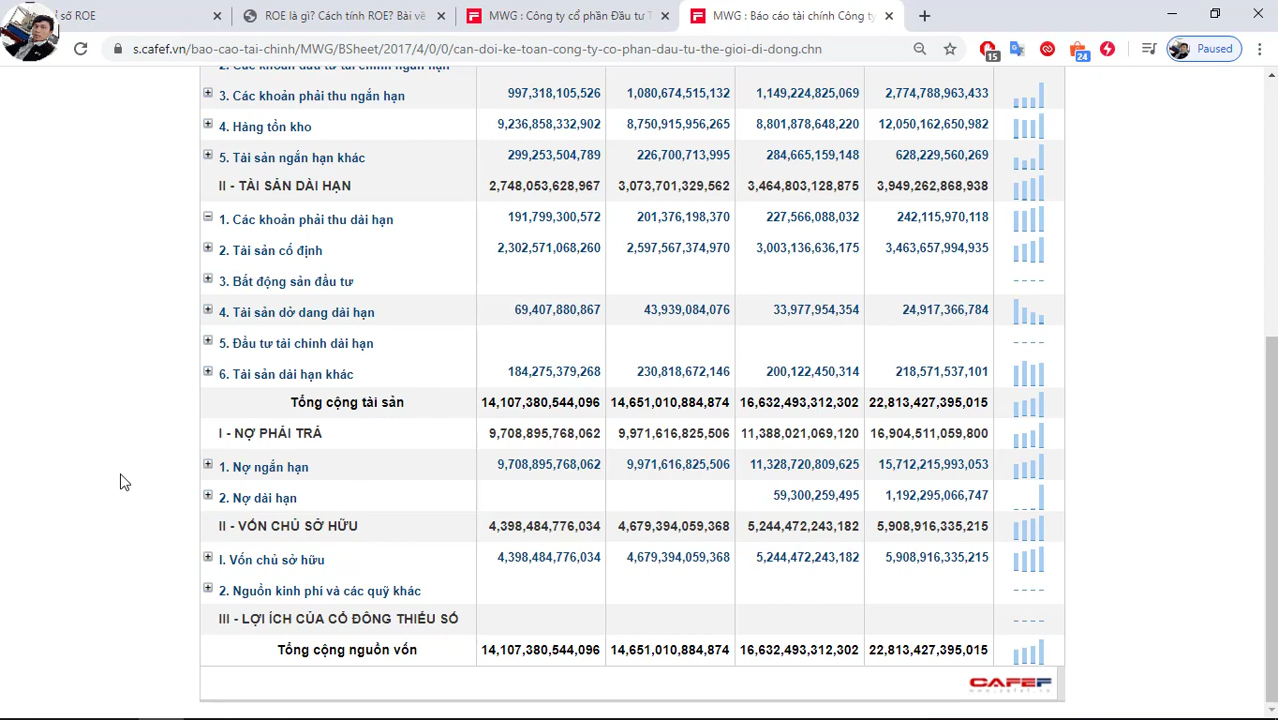 ỉ số ROE
ROE là gì? Cách tính ROE? Bài về
MWG : Công ty cổ phần Đầu tư T
MWG: Báo cáo tài chính Công ty
s.cafef.vn/bao-cao-tai-chinh/MWG/BSheet/2017/4/0/0/can-doi-ke-toan-cong-ty-co-phan-dau-tu-the-gioi-di-dong.chn
15
24
Paused
2. Các khoản đầu tư tài chính ngắn hạn
3. Các khoản phải thu ngắn hạn 997,318,105,526 1,080,674,515,132 1,149,224,825,069 2,774,788,963,433
4. Hàng tồn kho 9,236,858,332,902 8,750,915,956,265 8,801,878,648,220 12,050,162,650,982
5. Tài sản ngắn hạn khác 299,253,504,789 226,700,713,995 284,665,159,148 628,229,560,269
II - TÀI SẢN DÀI HẠN 2,748,053,628,967 3,073,701,329,562 3,464,803,128,875 3,949,262,868,938
1. Các khoản phải thu dài hạn 191,799,300,572 201,376,198,370 227,566,088,032 242,115,970,118
2. Tài sản cố định 2,302,571,068,260 2,597,567,374,970 3,003,136,636,175 3,463,657,994,935
3. Bất động sản đầu tư
4. Tài sản dở dang dài hạn 69,407,880,867 43,939,084,076 33,977,954,354 24,917,366,784
5. Đầu tư tài chính dài hạn
6. Tài sản dài hạn khác 184,275,379,268 230,818,672,146 200,122,450,314 218,571,537,101
Tổng cộng tài sản 14,107,380,544,096 14,651,010,884,874 16,632,493,312,302 22,813,427,395,015
I - NỢ PHẢI TRẢ 9,708,895,768,062 9,971,616,825,506 11,388,021,069,120 16,904,511,059,800
1. Nợ ngắn hạn 9,708,895,768,062 9,971,616,825,506 11,328,720,809,625 15,712,215,993,053
2. Nợ dài hạn 59,300,259,495 1,192,295,066,747
II - VỐN CHỦ SỞ HỮU 4,398,484,776,034 4,679,394,059,368 5,244,472,243,182 5,908,916,335,215
I. Vốn chủ sở hữu 4,398,484,776,034 4,679,394,059,368 5,244,472,243,182 5,908,916,335,215
2. Nguồn kinh phí và các quỹ khác
III - LỢI ÍCH CỦA CỔ ĐÔNG THIỂU SỐ
Tổng cộng nguồn vốn 14,107,380,544,096 14,651,010,884,874 16,632,493,312,302 22,813,427,395,015
CAFEF
www.cafef.vn